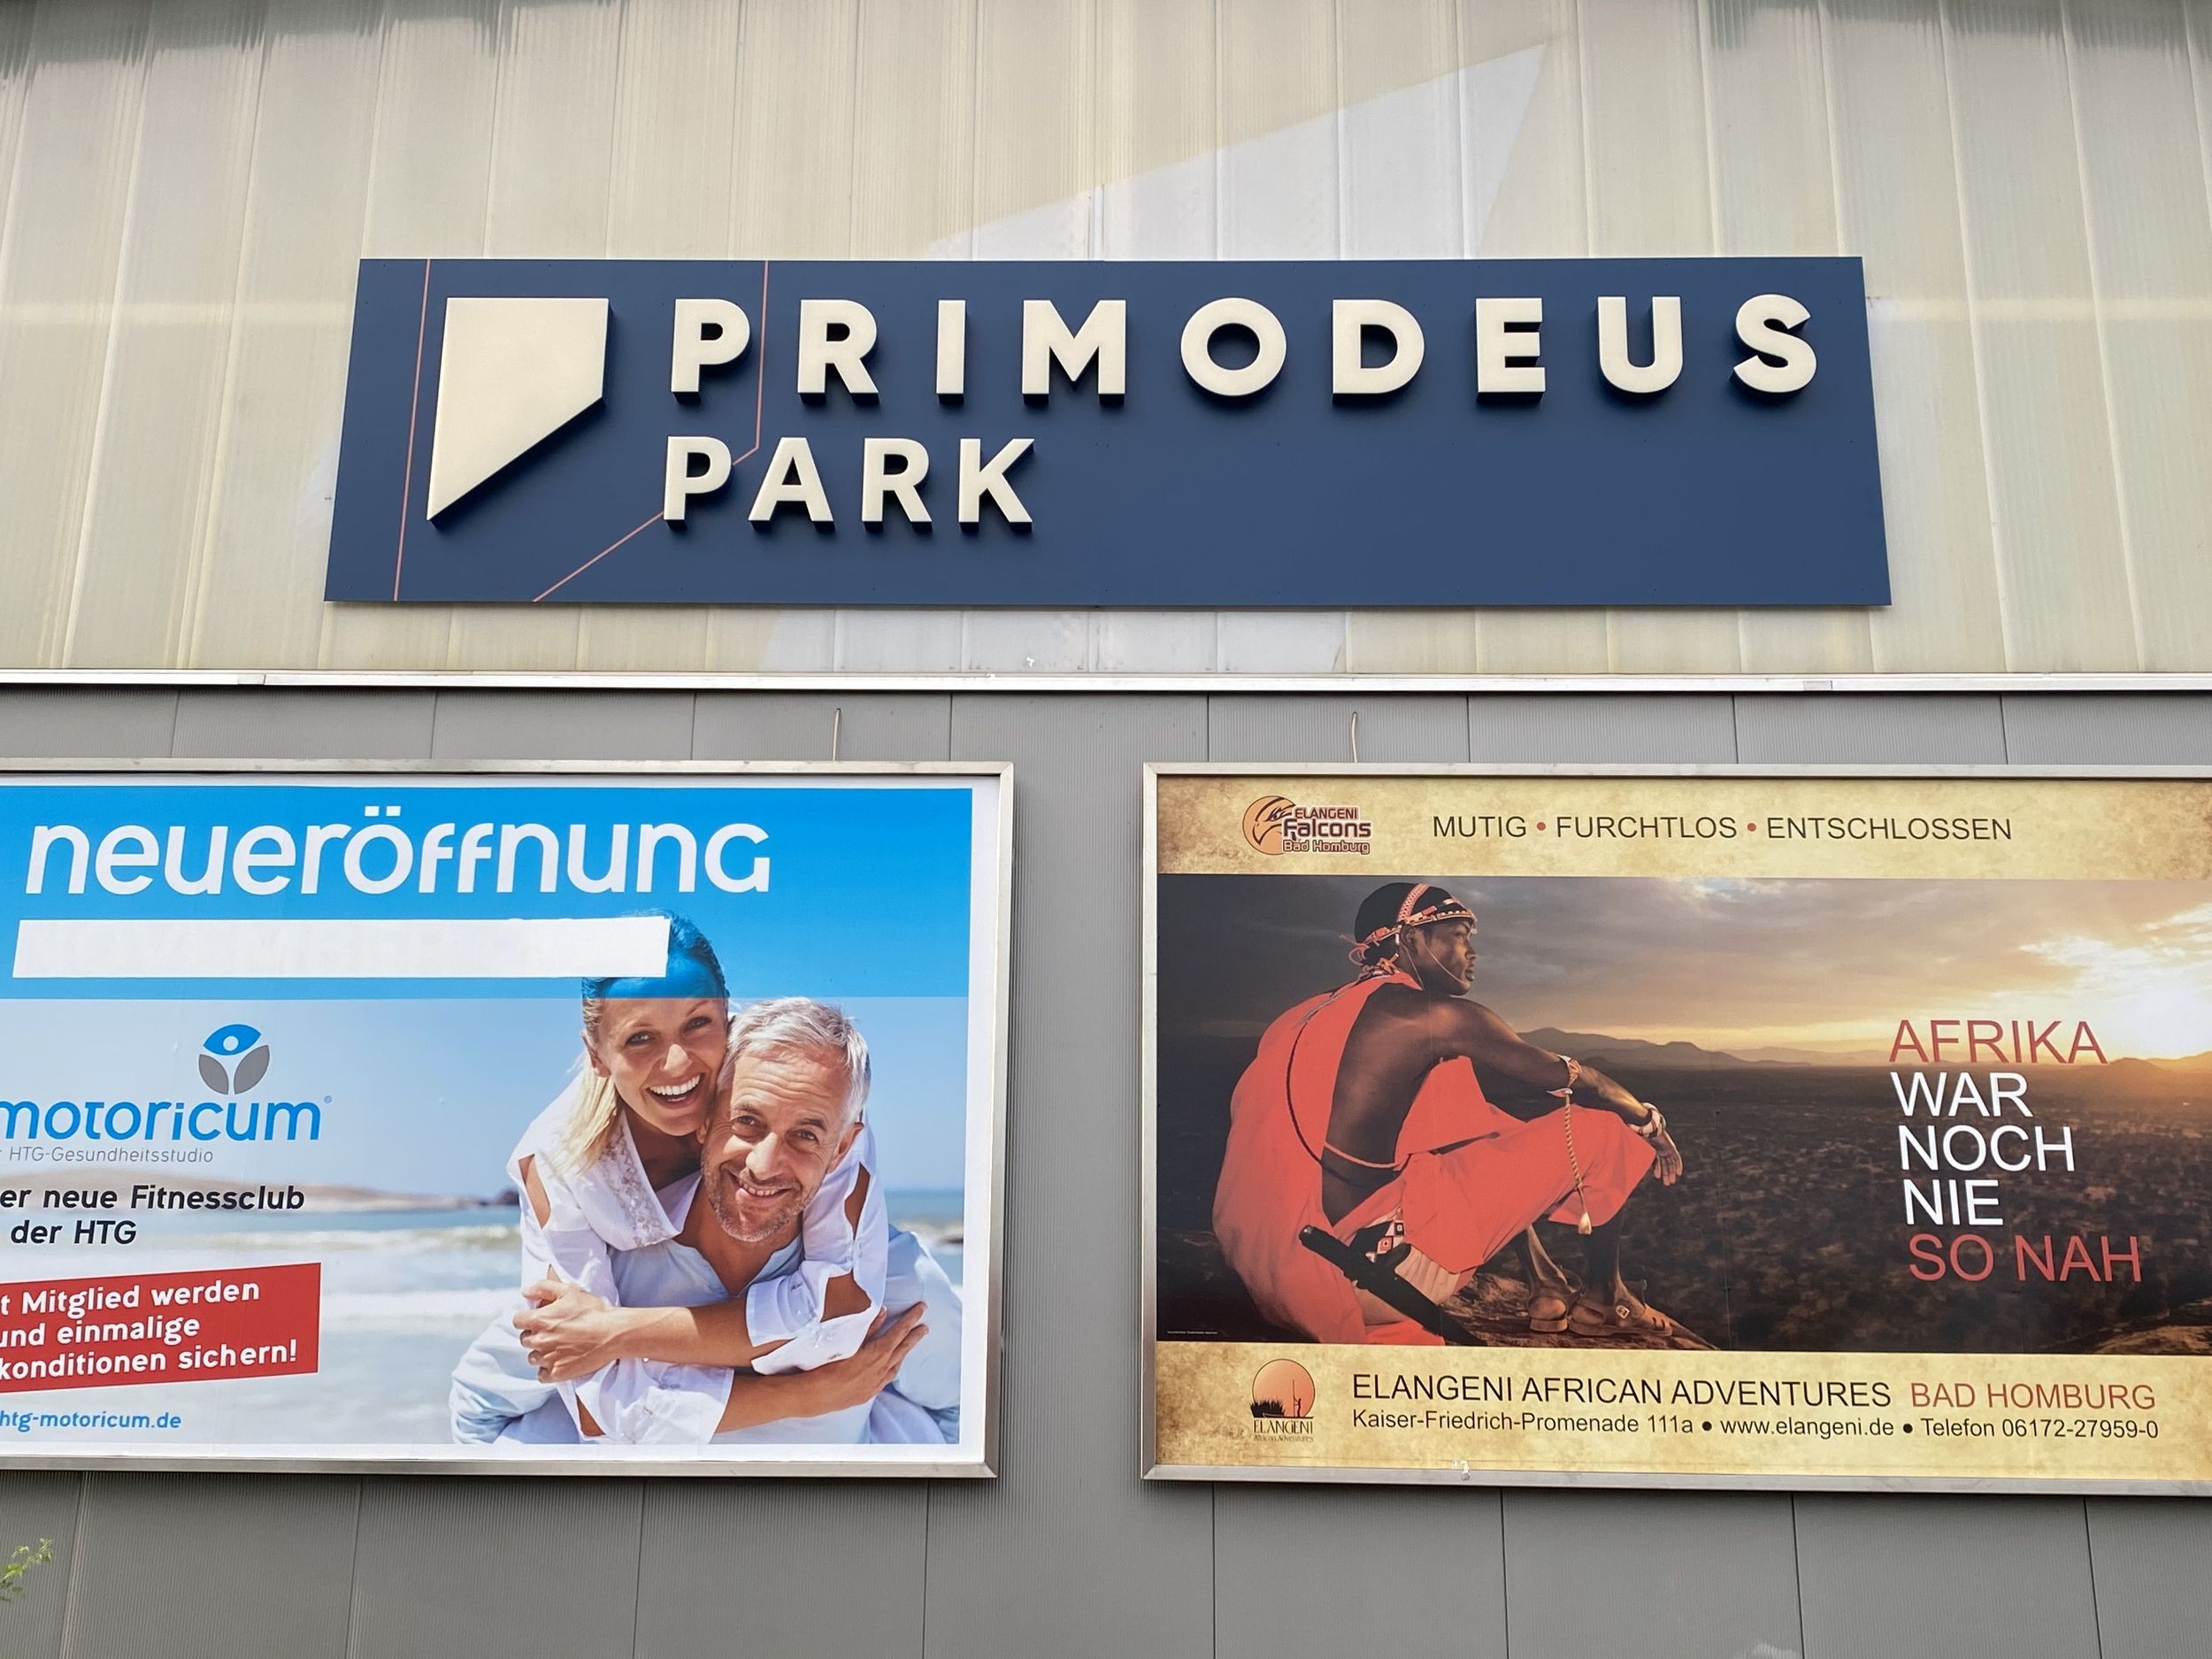 PRIMODEUS
PARK
neueröffnung
motoricum®
HTG-Gesundheitsstudio
er neue Fitnessclub
der HTG
t Mitglied werden
und einmalige
konditionen sichern!
htg-motoricum.de
ELANGENI
Falcons
Bad Homburg
MUTIG • FURCHTLOS • ENTSCHLOSSEN
AFRIKA
WAR
NOCH
NIE
SO NAH
ELANGENI
African Adventures
ELANGENI AFRICAN ADVENTURES BAD HOMBURG
Kaiser-Friedrich-Promenade 111a • www.elangeni.de • Telefon 06172-27959-0